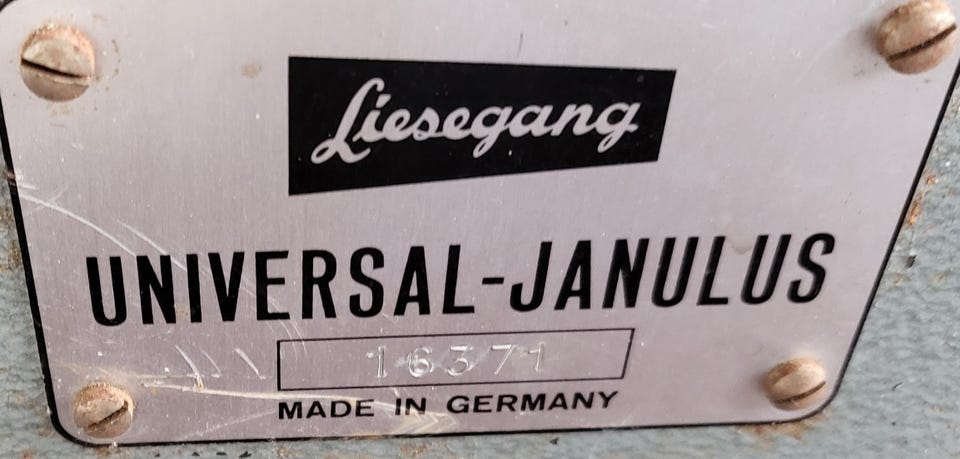 Liesegang
UNIVERSAL-JANULUS
16371
MADE IN GERMANY